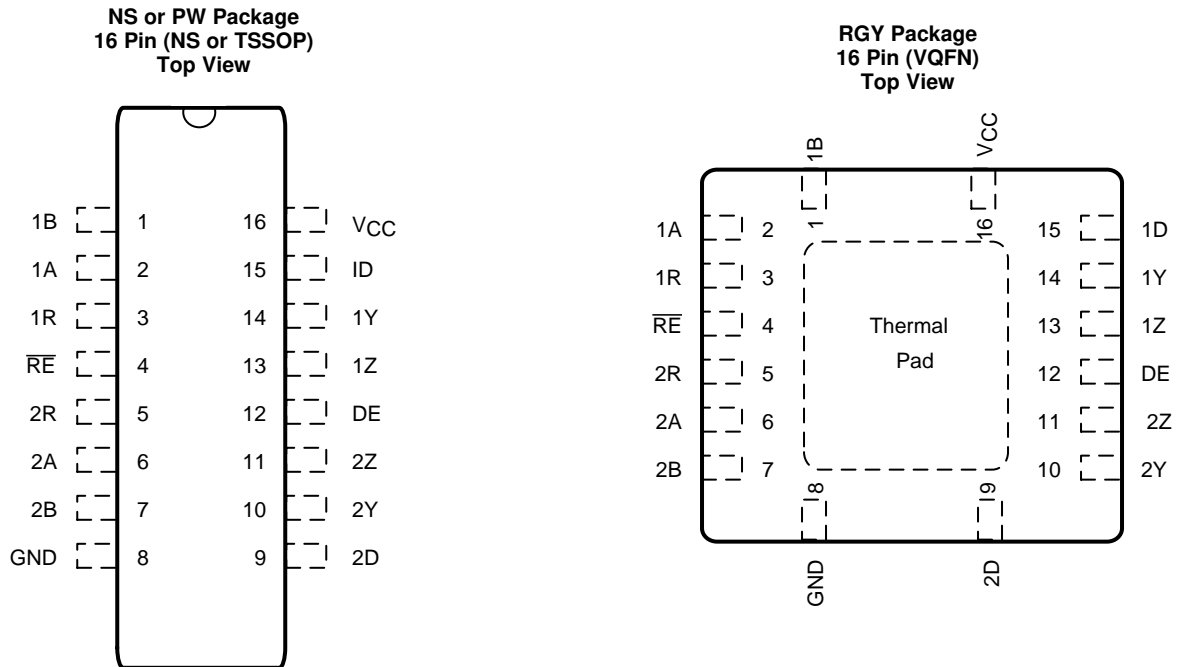 NS or PW Package
16 Pin (NS or TSSOP)
Top View
1B 1 16 VCC
1A 2 15 ID
1R 3 14 1Y
R̅E̅ 4 13 1Z
2R 5 12 DE
2A 6 11 2Z
2B 7 10 2Y
GND 8 9 2D
RGY Package
16 Pin (VQFN)
Top View
1B VCC
1 16
1A 2 15 1D
1R 3 14 1Y
R̅E̅ 4 13 1Z
2R 5 12 DE
2A 6 11 2Z
2B 7 10 2Y
Thermal
Pad
8 9
GND 2D